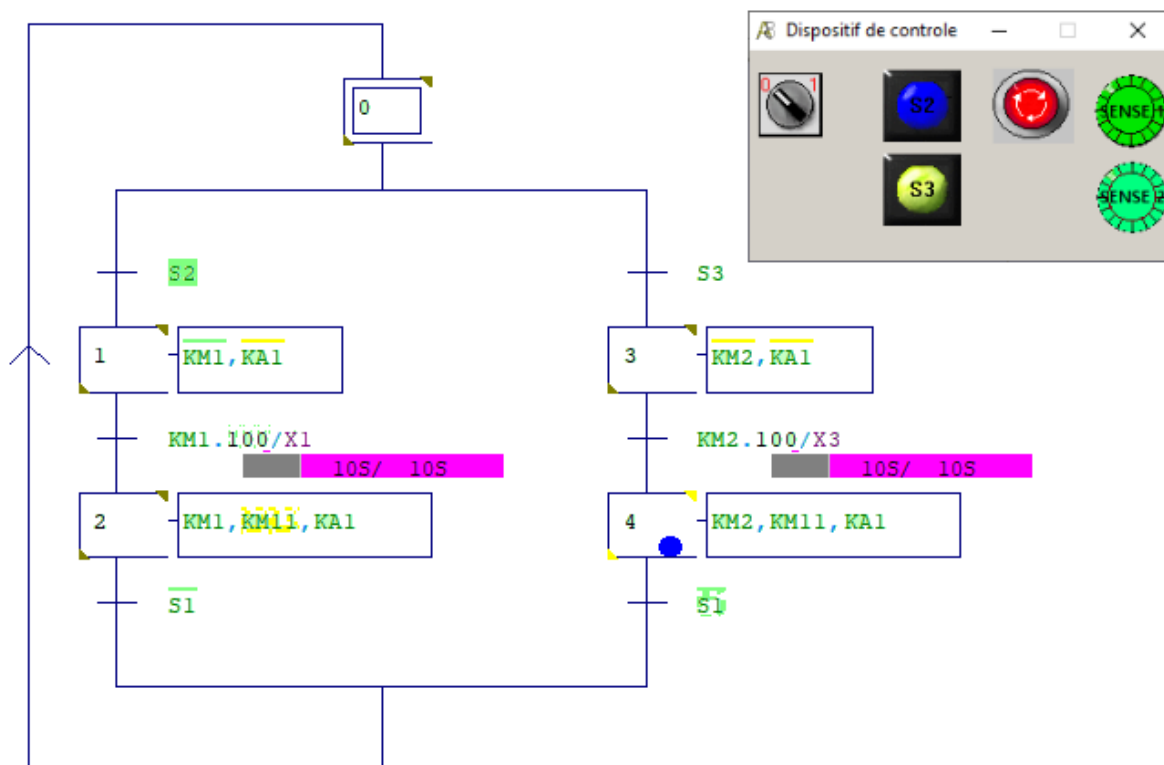 Dispositif de controle
0 1
S2
SENSE 1
S3
SENSE 2
0
S2
S3
1
KM1,KA1
3
KM2,KA1
KM1.100/X1
KM2.100/X3
10S/ 10S
10S/ 10S
2
KM1,KM11,KA1
4
KM2,KM11,KA1
S1
S1